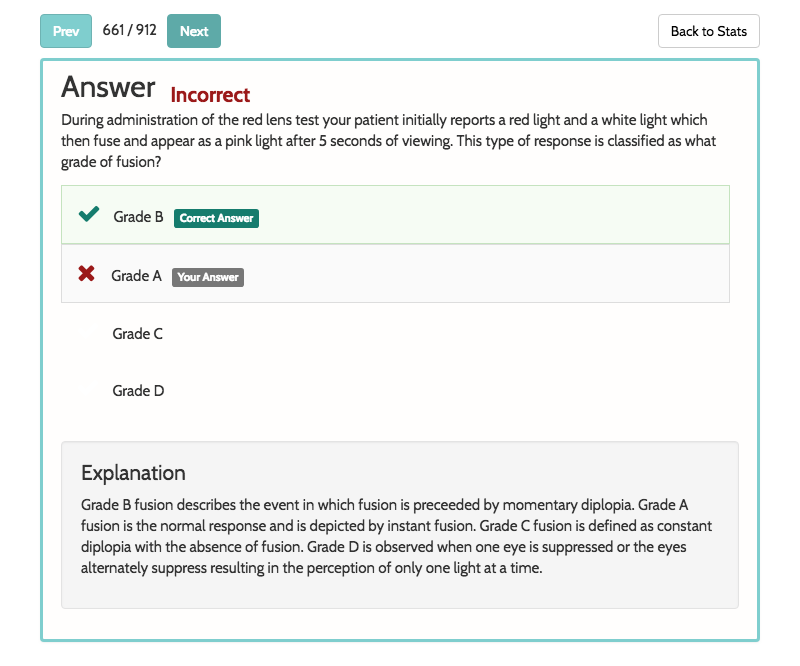 Prev 661 / 912 Next Back to Stats
Answer Incorrect
During administration of the red lens test your patient initially reports a red light and a white light which
then fuse and appear as a pink light after 5 seconds of viewing. This type of response is classified as what
grade of fusion?
Grade B Correct Answer
Grade A Your Answer
Grade C
Grade D
Explanation
Grade B fusion describes the event in which fusion is preceeded by momentary diplopia. Grade A
fusion is the normal response and is depicted by instant fusion. Grade C fusion is defined as constant
diplopia with the absence of fusion. Grade D is observed when one eye is suppressed or the eyes
alternately suppress resulting in the perception of only one light at a time.